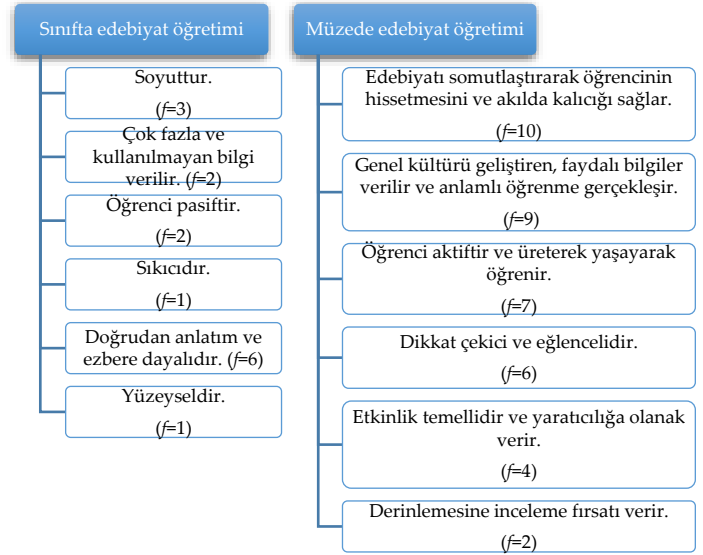 Sınıfta edebiyat öğretimi
Soyuttur.
(f=3)
Çok fazla ve
kullanılmayan bilgi
verilir. (f=2)
Öğrenci pasiftir.
(f=2)
Sıkıcıdır.
(f=1)
Doğrudan anlatım ve
ezbere dayalıdır. (f=6)
Yüzeyseldir.
(f=1)
Müzede edebiyat öğretimi
Edebiyatı somutlaştırarak öğrencinin
hissetmesini ve akılda kalıcığı sağlar.
(f=10)
Genel kültürü geliştiren, faydalı bilgiler
verilir ve anlamlı öğrenme gerçekleşir.
(f=9)
Öğrenci aktiftir ve üreterek yaşayarak
öğrenir.
(f=7)
Dikkat çekici ve eğlencelidir.
(f=6)
Etkinlik temellidir ve yaratıcılığa olanak
verir.
(f=4)
Derinlemesine inceleme fırsatı verir.
(f=2)